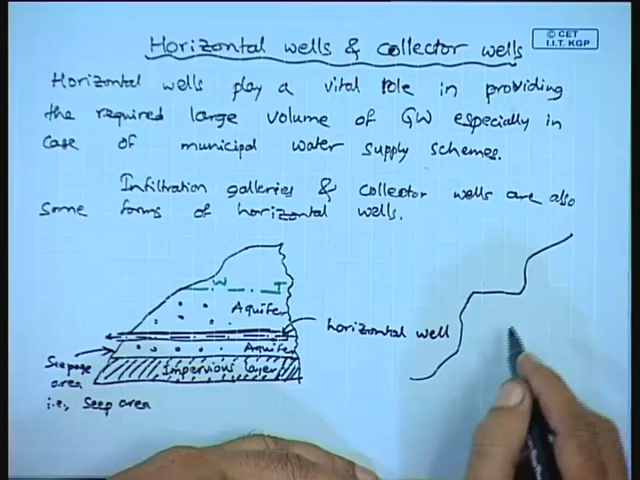 © CET
I.I.T. KGP
Horizontal wells & collector wells
Horizontal wells play a vital role in providing
the required large volume of GW especially in
case of municipal water supply schemes.
Infiltration galleries & collector wells are also
some forms of horizontal wells.
W T
Aquifer
horizontal well
Aquifer
Seepage
area
i.e., Seep area
Impervious layer